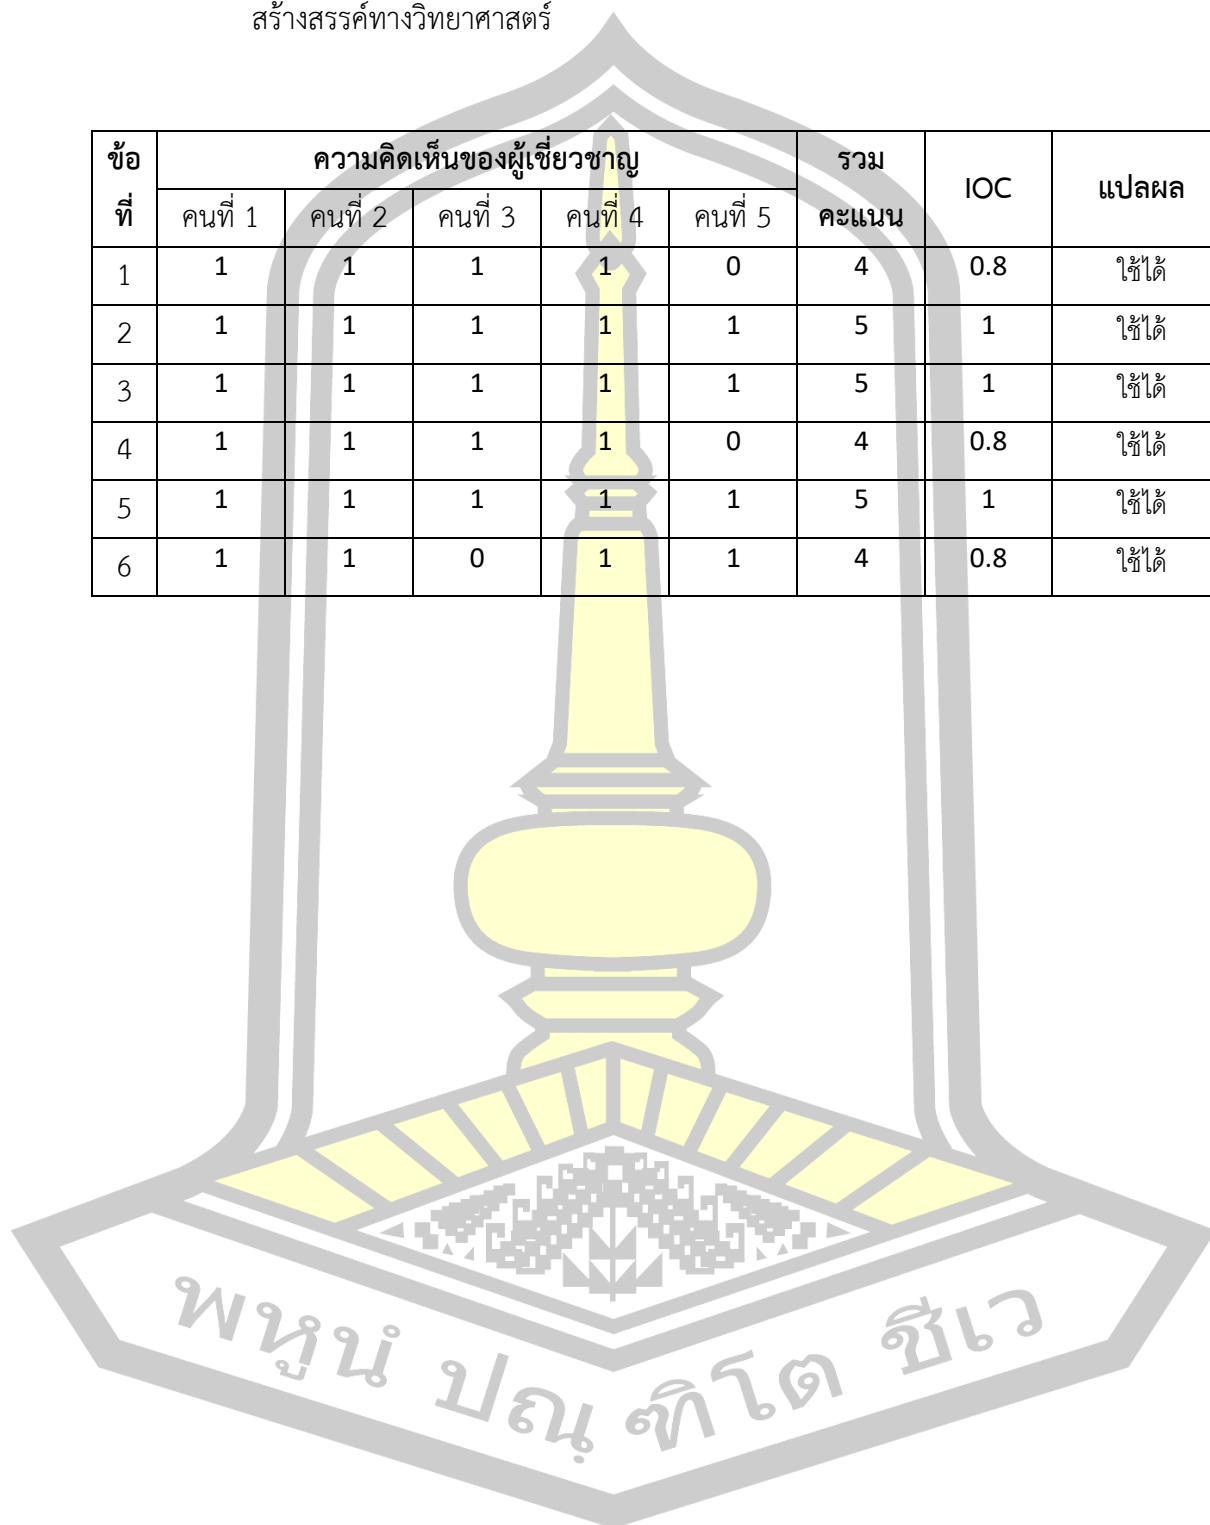 สร้างสรรค์ทางวิทยาศาสตร์
ข้อที่ ความคิดเห็นของผู้เชี่ยวชาญ รวมคะแนน IOC แปลผล
คนที่ 1 คนที่ 2 คนที่ 3 คนที่ 4 คนที่ 5
1 1 1 1 1 0 4 0.8 ใช้ได้
2 1 1 1 1 1 5 1 ใช้ได้
3 1 1 1 1 1 5 1 ใช้ได้
4 1 1 1 1 0 4 0.8 ใช้ได้
5 1 1 1 1 1 5 1 ใช้ได้
6 1 1 0 1 1 4 0.8 ใช้ได้
พหูนํ ปณฺฑิโต ชีเว